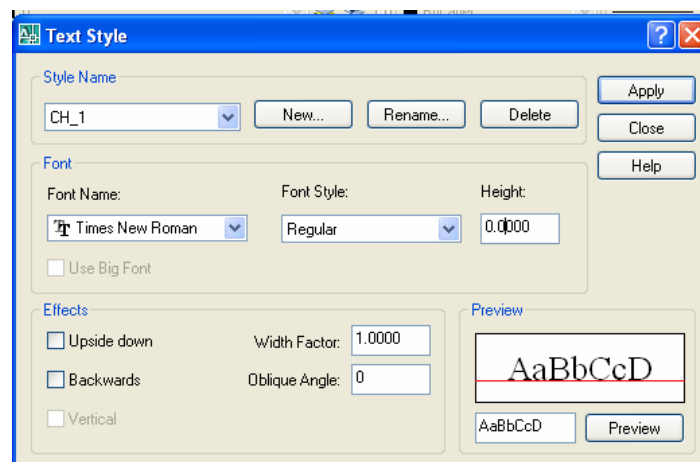 Text Style
Style Name
CH_1
New...
Rename...
Delete
Apply
Close
Help
Font
Font Name:
Font Style:
Height:
Times New Roman
Regular
0.0000
Use Big Font
Effects
Upside down
Width Factor:
1.0000
Backwards
Oblique Angle:
0
Vertical
Preview
AaBbCcD
AaBbCcD
Preview